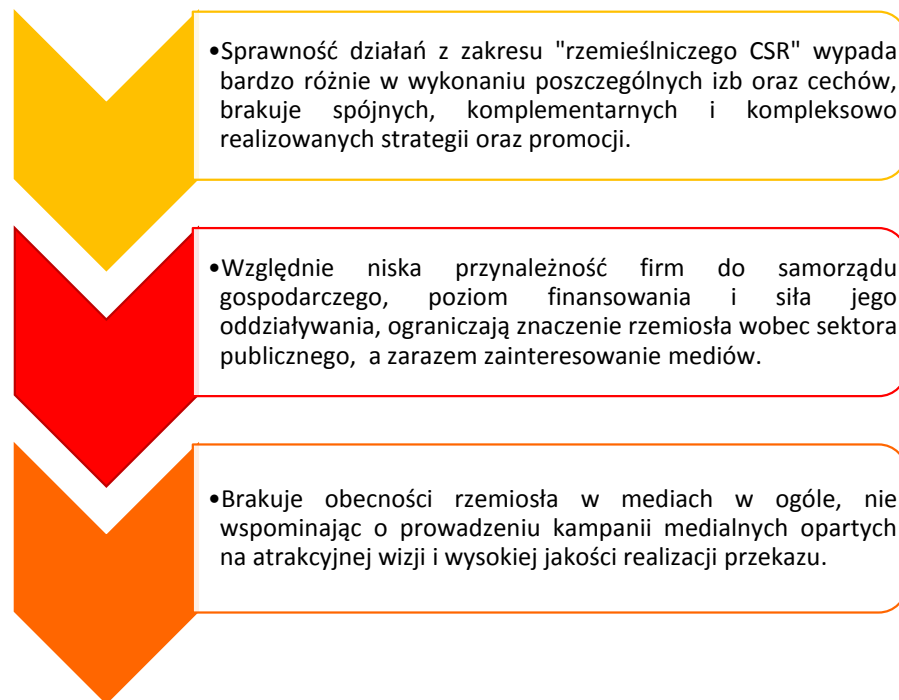 •Sprawność działań z zakresu "rzemieślniczego CSR" wypada
bardzo różnie w wykonaniu poszczególnych izb oraz cechów,
brakuje spójnych, komplementarnych i kompleksowo
realizowanych strategii oraz promocji.
•Względnie niska przynależność firm do samorządu
gospodarczego, poziom finansowania i siła jego
oddziaływania, ograniczają znaczenie rzemiosła wobec sektora
publicznego, a zarazem zainteresowanie mediów.
•Brakuje obecności rzemiosła w mediach w ogóle, nie
wspominając o prowadzeniu kampanii medialnych opartych
na atrakcyjnej wizji i wysokiej jakości realizacji przekazu.